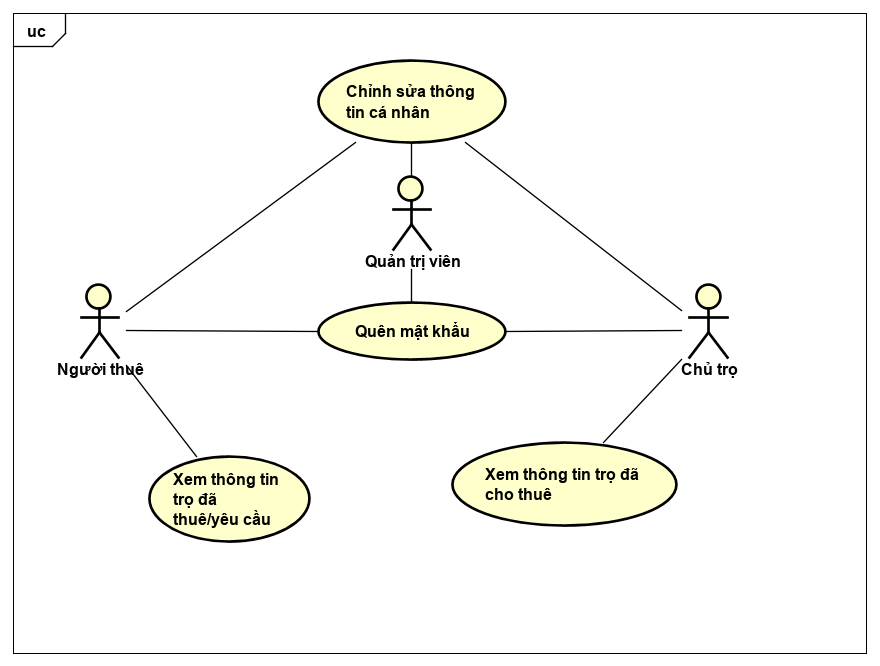 uc
Chỉnh sửa thông
tin cá nhân
Quản trị viên
Người thuê
Quên mật khẩu
Chủ trọ
Xem thông tin
trọ đã
thuê/yêu cầu
Xem thông tin trọ đã
cho thuê